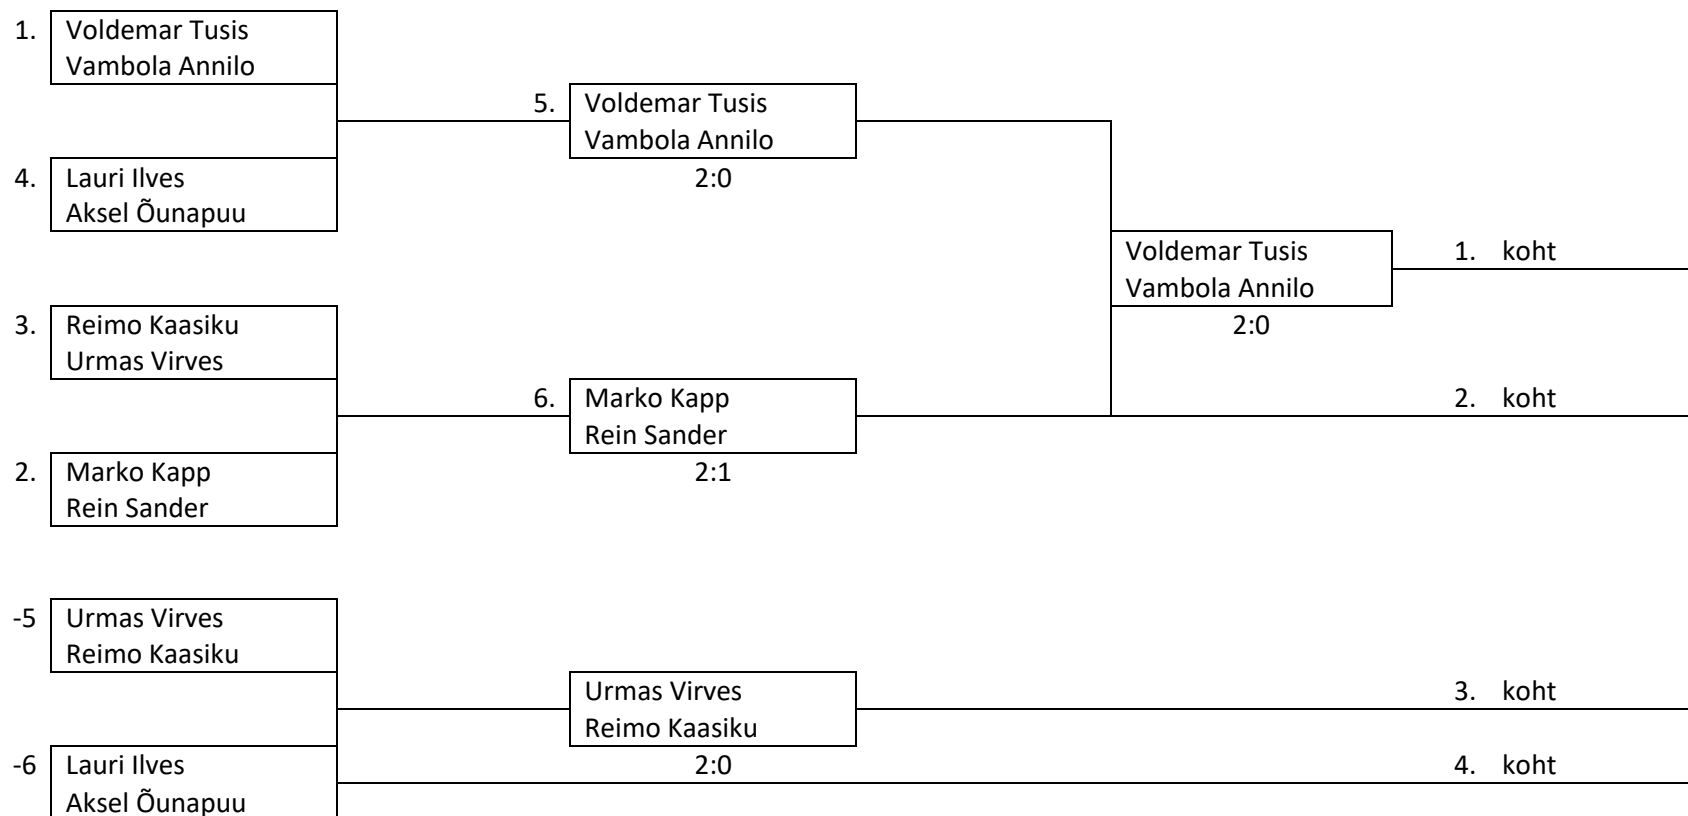 1. Voldemar Tusis
Vambola Annilo
5. Voldemar Tusis
Vambola Annilo
4. Lauri Ilves 2:0
Aksel Õunapuu
Voldemar Tusis 1. koht
Vambola Annilo
3. Reimo Kaasiku 2:0
Urmas Virves
6. Marko Kapp 2. koht
Rein Sander
2. Marko Kapp 2:1
Rein Sander
-5 Urmas Virves
Reimo Kaasiku
Urmas Virves 3. koht
Reimo Kaasiku
-6 Lauri Ilves 2:0 4. koht
Aksel Õunapuu